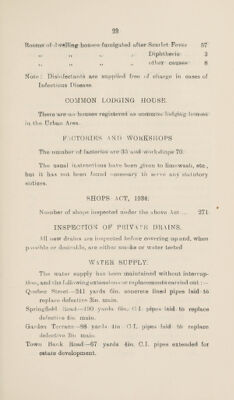 23
Rooms of dwelling houses fumigated after Scarlet Fever 57
,, ,, ,, ,, Diphtheria 3
,, ,, ,, ,, other causes 8
Note: Disinfectants are supplied free of charge in cases of
Infectious Disease.
COMMON LODGING HOUSE.
There are no houses registered as common lodging houses
in the Urban Area.
FACTORIES AND WORKSHOPS
The number of factories are 35 and workshops 70.
The usual instructions have been given to limewash, etc.,
but it has not been found necessary to serve any statutory
notices.
SHOPS ACT, 1934:
Number of shops inspected under the above Act ... 271.
INSPECTION OF PRIVATE DRAINS.
All new drains are inspected before covering up and, when
possible or desirable, are either smoke or water tested
WATER SUPPLY.
The water supply has been maintained without interrup-
tion, and the following extensions or replacements carried out:—
Quebec Street—241 yards 6in. concrete lined pipes laid to
replace defective 3in. main.
Springfield Road—190 yards 6in. C.I. pipes laid to replace
defective 3in. main.
Garden Terrace—88 yards 4in. C.I. pipes laid to replace
defective 2in. main.
Town Bank Road—67 yards 4in. C.I. pipes extended for
estate development.